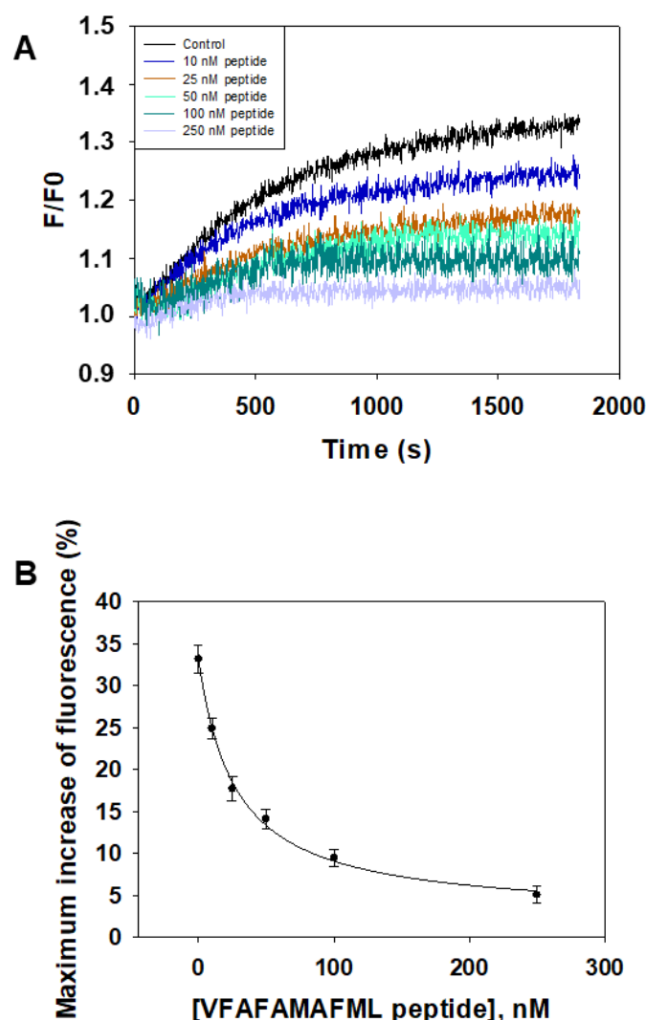 A
1.5
1.4
1.3
1.2
1.1
1.0
0.9
F/F0
Control
10 nM peptide
25 nM peptide
50 nM peptide
100 nM peptide
250 nM peptide
0 500 1000 1500 2000
Time (s)
B
Maximum increase of fluorescence (%)
40
35
30
25
20
15
10
5
0
0 100 200 300
[VFAFAMAFML peptide], nM